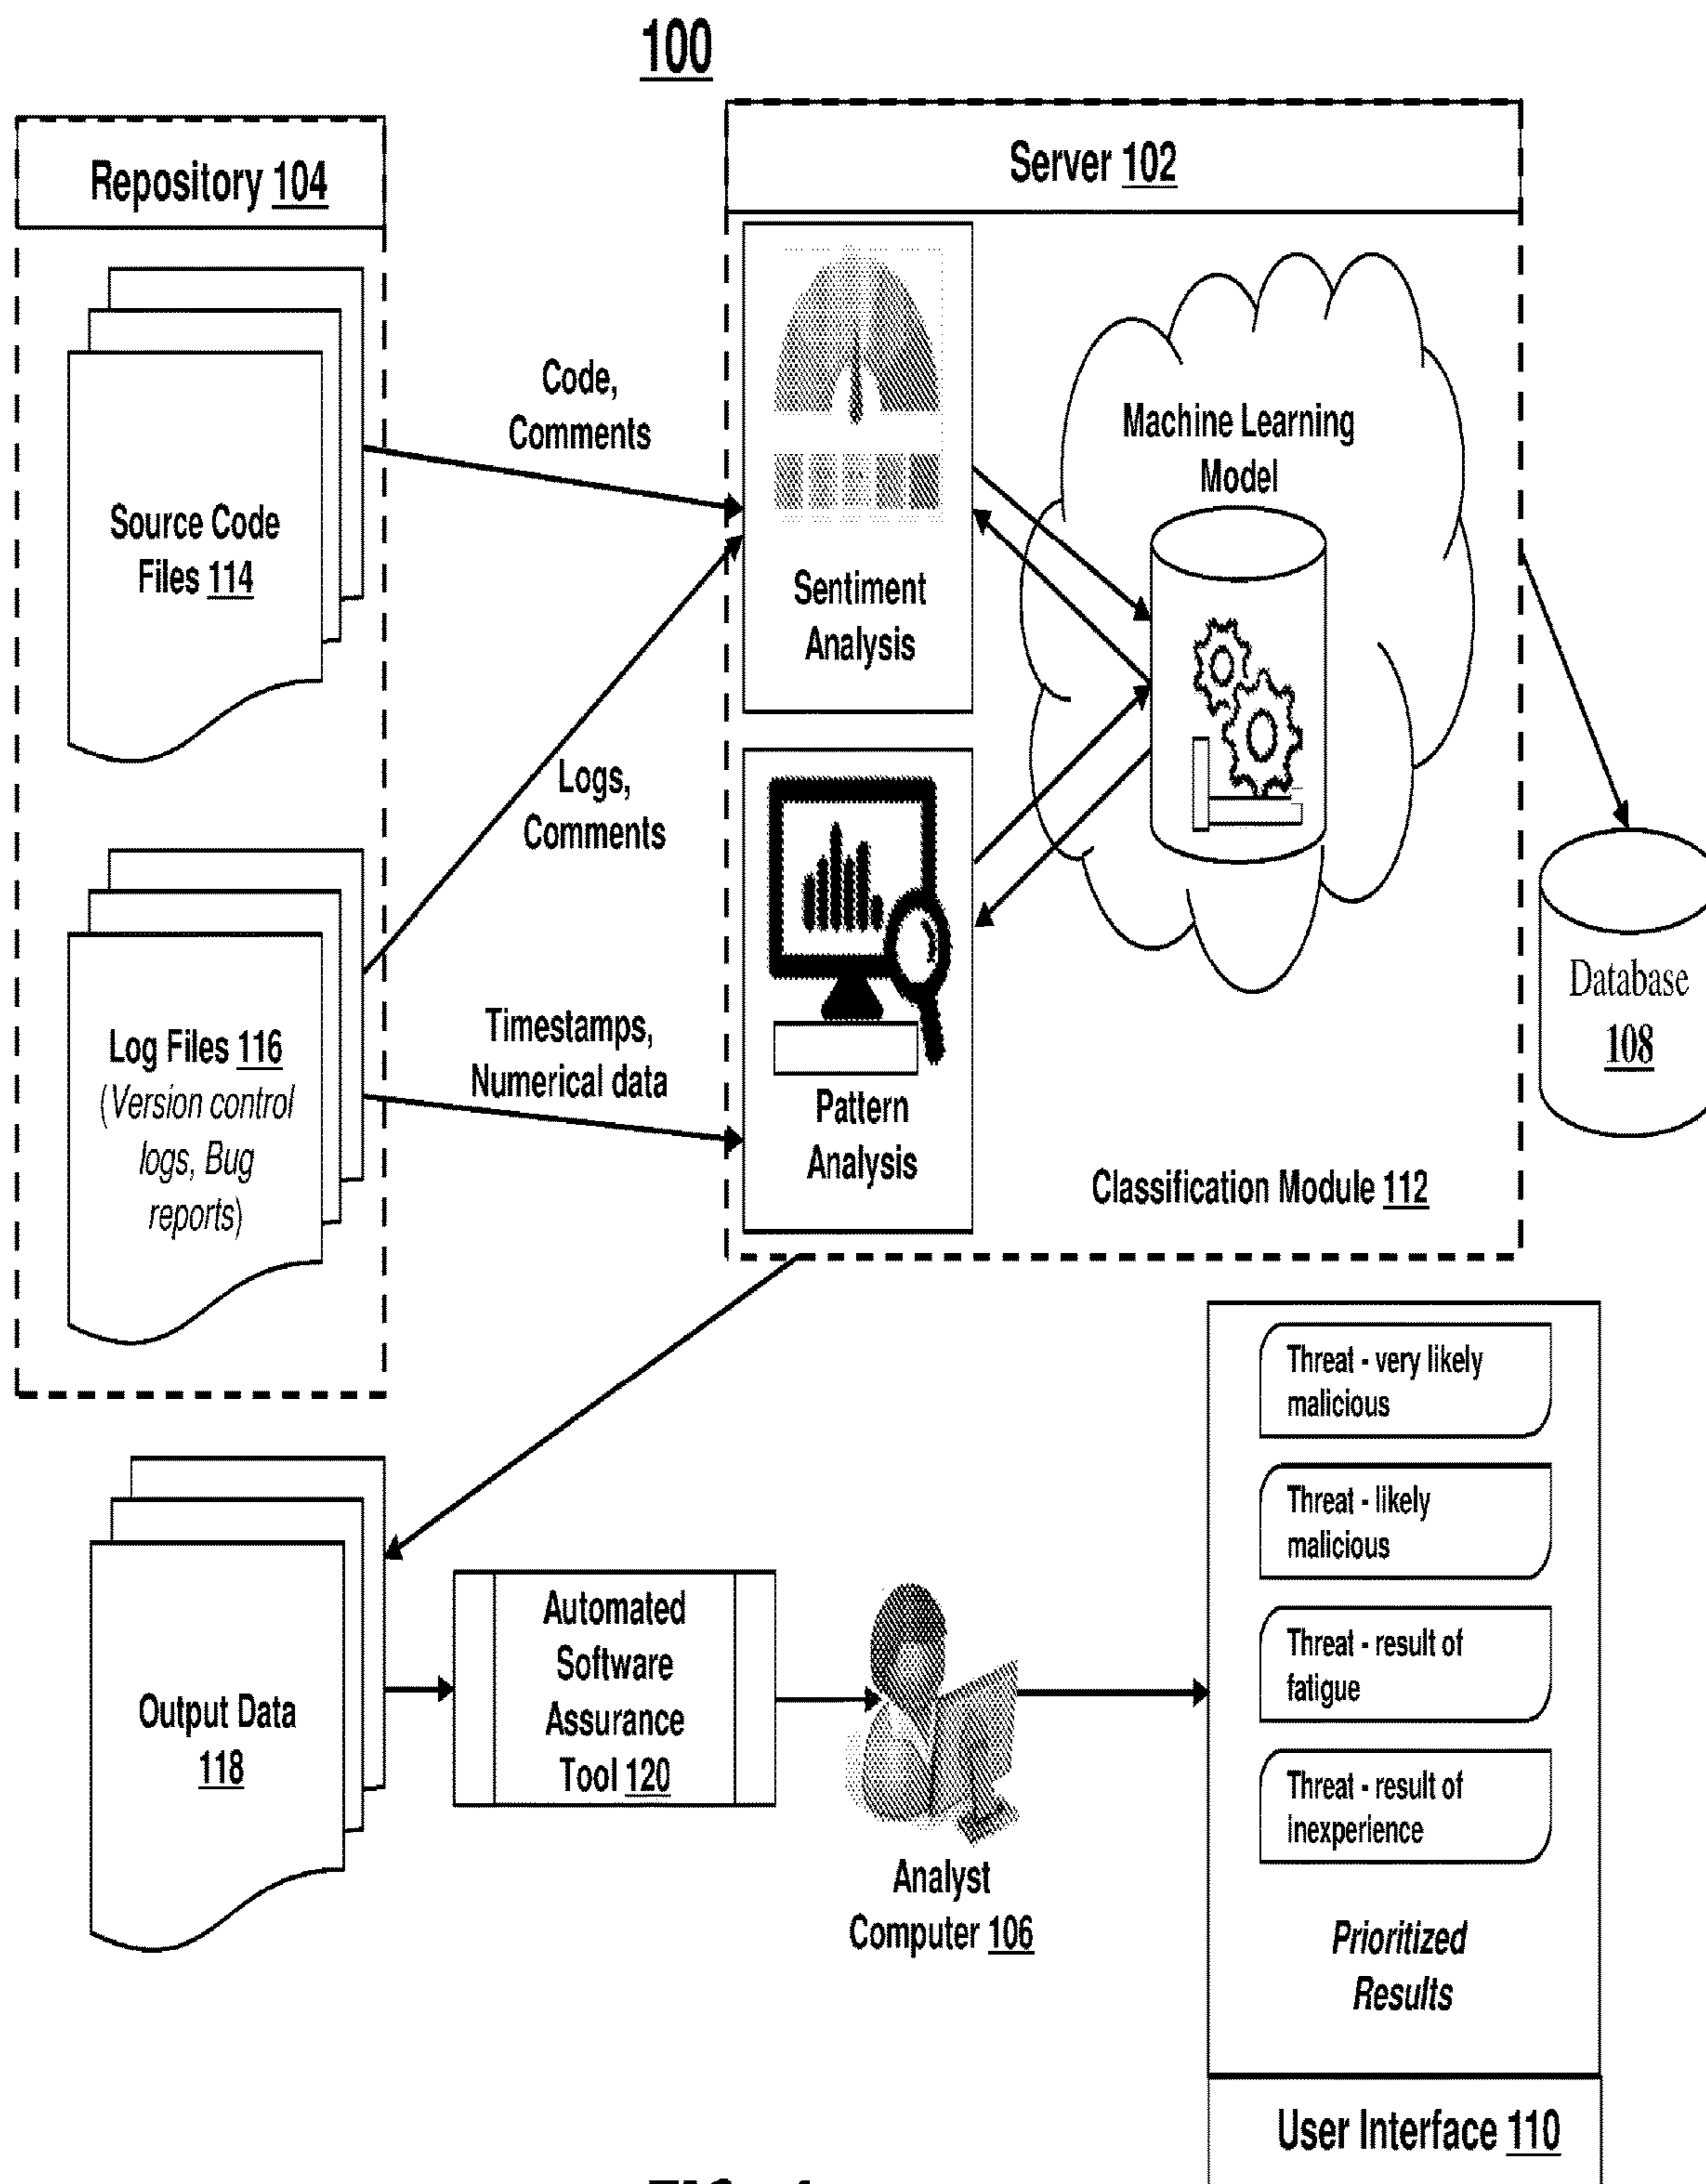 100
Repository 104
Server 102
Source Code
Files 114
Code,
Comments
Sentiment
Analysis
Machine Learning
Model
Logs,
Comments
Log Files 116
(Version control
logs, Bug
reports)
Timestamps,
Numerical data
Pattern
Analysis
Classification Module 112
Database
108
Output Data
118
Automated
Software
Assurance
Tool 120
Analyst
Computer 106
Threat - very likely
malicious
Threat - likely
malicious
Threat - result of
fatigue
Threat - result of
inexperience
Prioritized
Results
User Interface 110